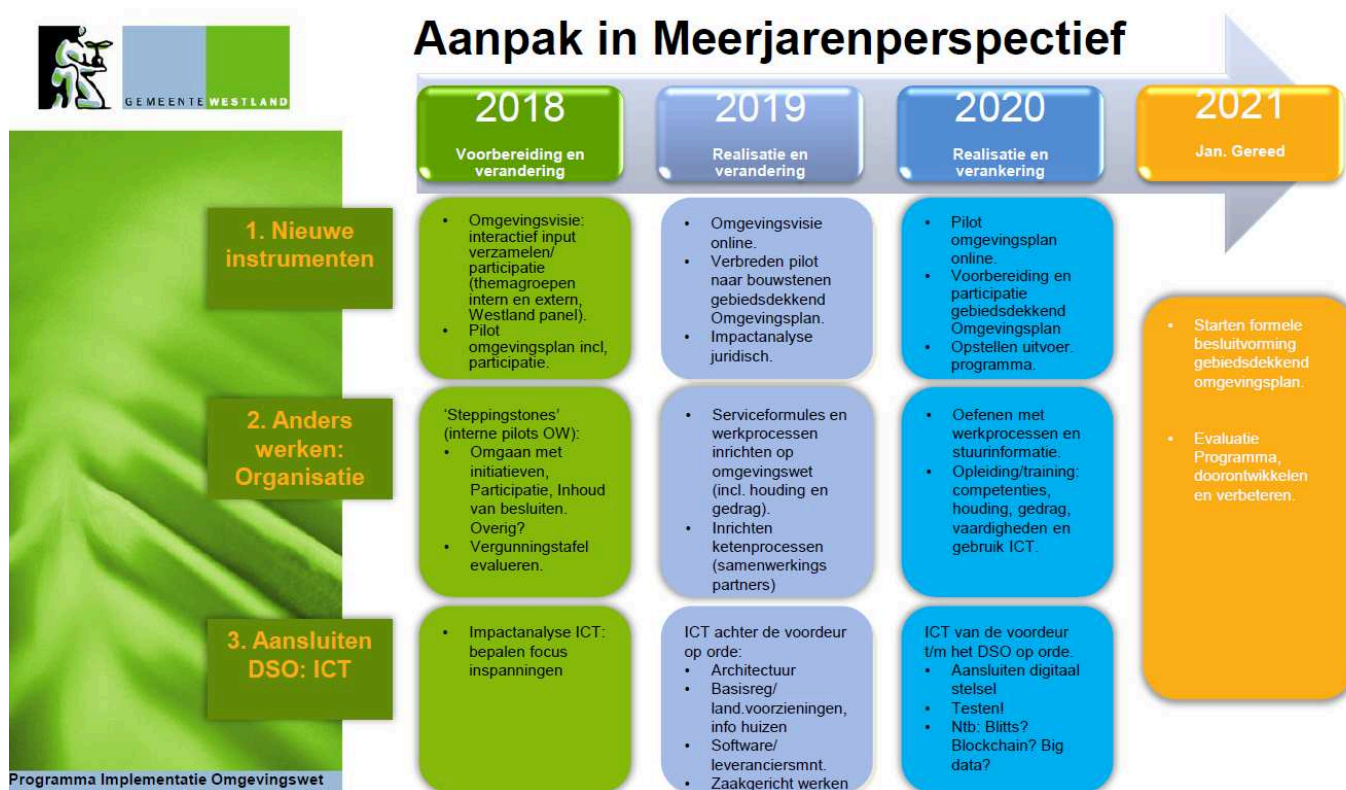 Aanpak in Meerjarenperspectief
GEMEENTE WESTLAND
2018
Voorbereiding en
verandering
2019
Realisatie en
verandering
2020
Realisatie en
verankering
2021
Jan. Gereed
1. Nieuwe
instrumenten
• Omgevingsvisie:
interactief input
verzamelen/
participatie
(themagroepen
intern en extern,
Westland panel).
• Pilot
omgevingsplan incl,
participatie.
• Omgevingsvisie
online.
• Verbreden pilot
naar bouwstenen
gebiedsdekkend
Omgevingsplan.
• Impactanalyse
juridisch.
• Pilot
omgevingsplan
online.
• Voorbereiding en
participatie
gebiedsdekkend
Omgevingsplan
• Opstellen uitvoer.
programma.
• Starten formele
besluitvorming
gebiedsdekkend
omgevingsplan.
• Evaluatie
Programma,
doorontwikkelen
en verbeteren.
2. Anders
werken:
Organisatie
‘Steppingstones’
(interne pilots OW):
• Omgaan met
initiatieven,
Participatie, Inhoud
van besluiten.
Overig?
• Vergunningstafel
evalueren.
• Serviceformules en
werkprocessen
inrichten op
omgevingswet
(incl. houding en
gedrag).
• Inrichten
ketenprocessen
(samenwerkings
partners)
• Oefenen met
werkprocessen en
stuurinformatie.
• Opleiding/training:
competenties,
houding, gedrag,
vaardigheden en
gebruik ICT.
3. Aansluiten
DSO: ICT
• Impactanalyse ICT:
bepalen focus
inspanningen
ICT achter de voordeur
op orde:
• Architectuur
• Basisreg/
land.voorzieningen,
info huizen
• Software/
leveranciersmnt.
• Zaakgericht werken
ICT van de voordeur
t/m het DSO op orde.
• Aansluiten digitaal
stelsel
• Testen!
• Ntb: Blitts?
Blockchain? Big
data?
Programma Implementatie Omgevingswet